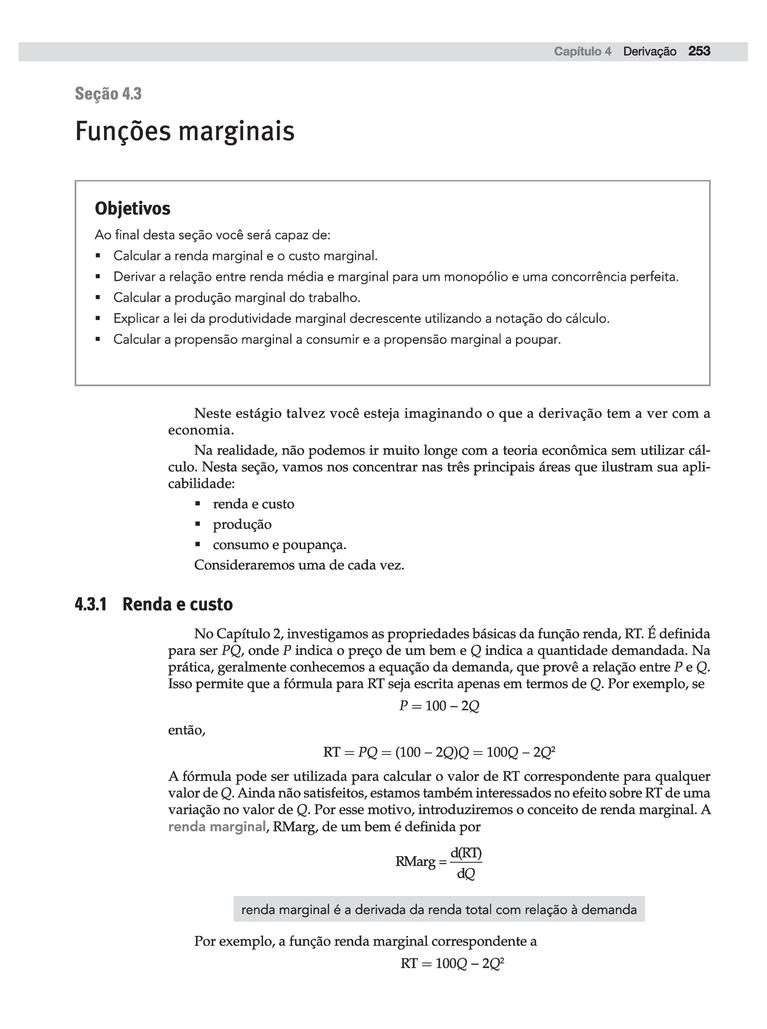 Capítulo 4 Derivação 253
Seção 4.3
Funções marginais
Objetivos
Ao final desta seção você será capaz de:
▪ Calcular a renda marginal e o custo marginal.
▪ Derivar a relação entre renda média e marginal para um monopólio e uma concorrência perfeita.
▪ Calcular a produção marginal do trabalho.
▪ Explicar a lei da produtividade marginal decrescente utilizando a notação do cálculo.
▪ Calcular a propensão marginal a consumir e a propensão marginal a poupar.
Neste estágio talvez você esteja imaginando o que a derivação tem a ver com a
economia.
Na realidade, não podemos ir muito longe com a teoria econômica sem utilizar cál-
culo. Nesta seção, vamos nos concentrar nas três principais áreas que ilustram sua apli-
cabilidade:
▪ renda e custo
▪ produção
▪ consumo e poupança.
Consideraremos uma de cada vez.
4.3.1 Renda e custo
No Capítulo 2, investigamos as propriedades básicas da função renda, RT. É definida
para ser PQ, onde P indica o preço de um bem e Q indica a quantidade demandada. Na
prática, geralmente conhecemos a equação da demanda, que provê a relação entre P e Q.
Isso permite que a fórmula para RT seja escrita apenas em termos de Q. Por exemplo, se
P = 100 – 2Q
então,
RT = PQ = (100 – 2Q)Q = 100Q – 2Q²
A fórmula pode ser utilizada para calcular o valor de RT correspondente para qualquer
valor de Q. Ainda não satisfeitos, estamos também interessados no efeito sobre RT de uma
variação no valor de Q. Por esse motivo, introduziremos o conceito de renda marginal. A
renda marginal, RMarg, de um bem é definida por
RMarg = d(RT)
dQ
renda marginal é a derivada da renda total com relação à demanda
Por exemplo, a função renda marginal correspondente a
RT = 100Q – 2Q²